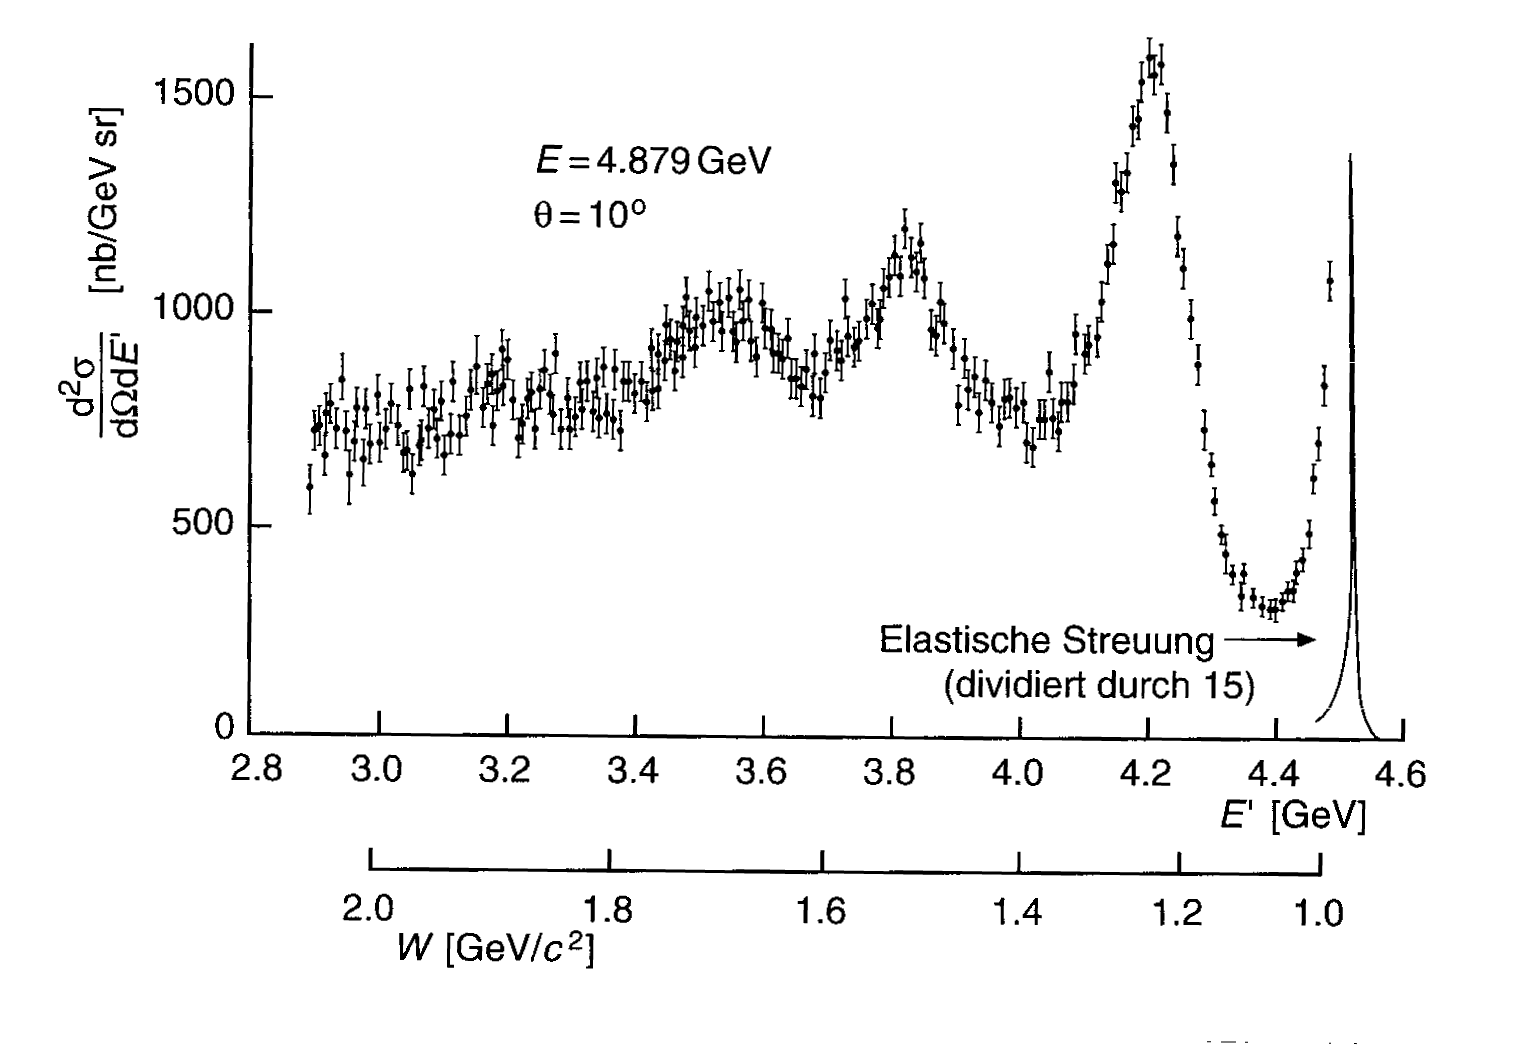 1500
1000
500
0
d²σ
dΩdE'
[nb/GeV sr]
E = 4.879 GeV
θ = 10°
Elastische Streuung
(dividiert durch 15)
2.8 3.0 3.2 3.4 3.6 3.8 4.0 4.2 4.4 4.6
E' [GeV]
2.0 1.8 1.6 1.4 1.2 1.0
W [GeV/c²]